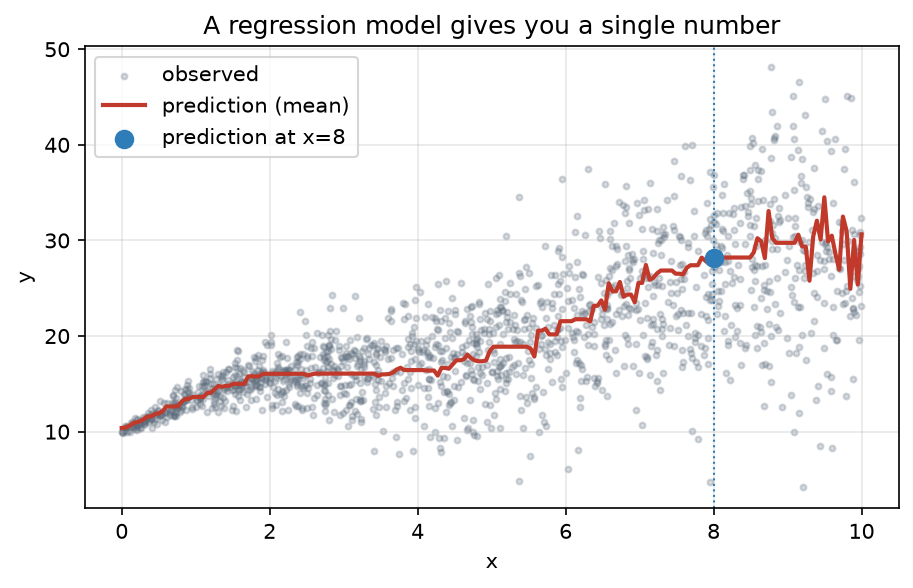 A regression model gives you a single number
50
40
30
20
10
y
observed
prediction (mean)
prediction at x=8
0
2
4
6
8
10
x